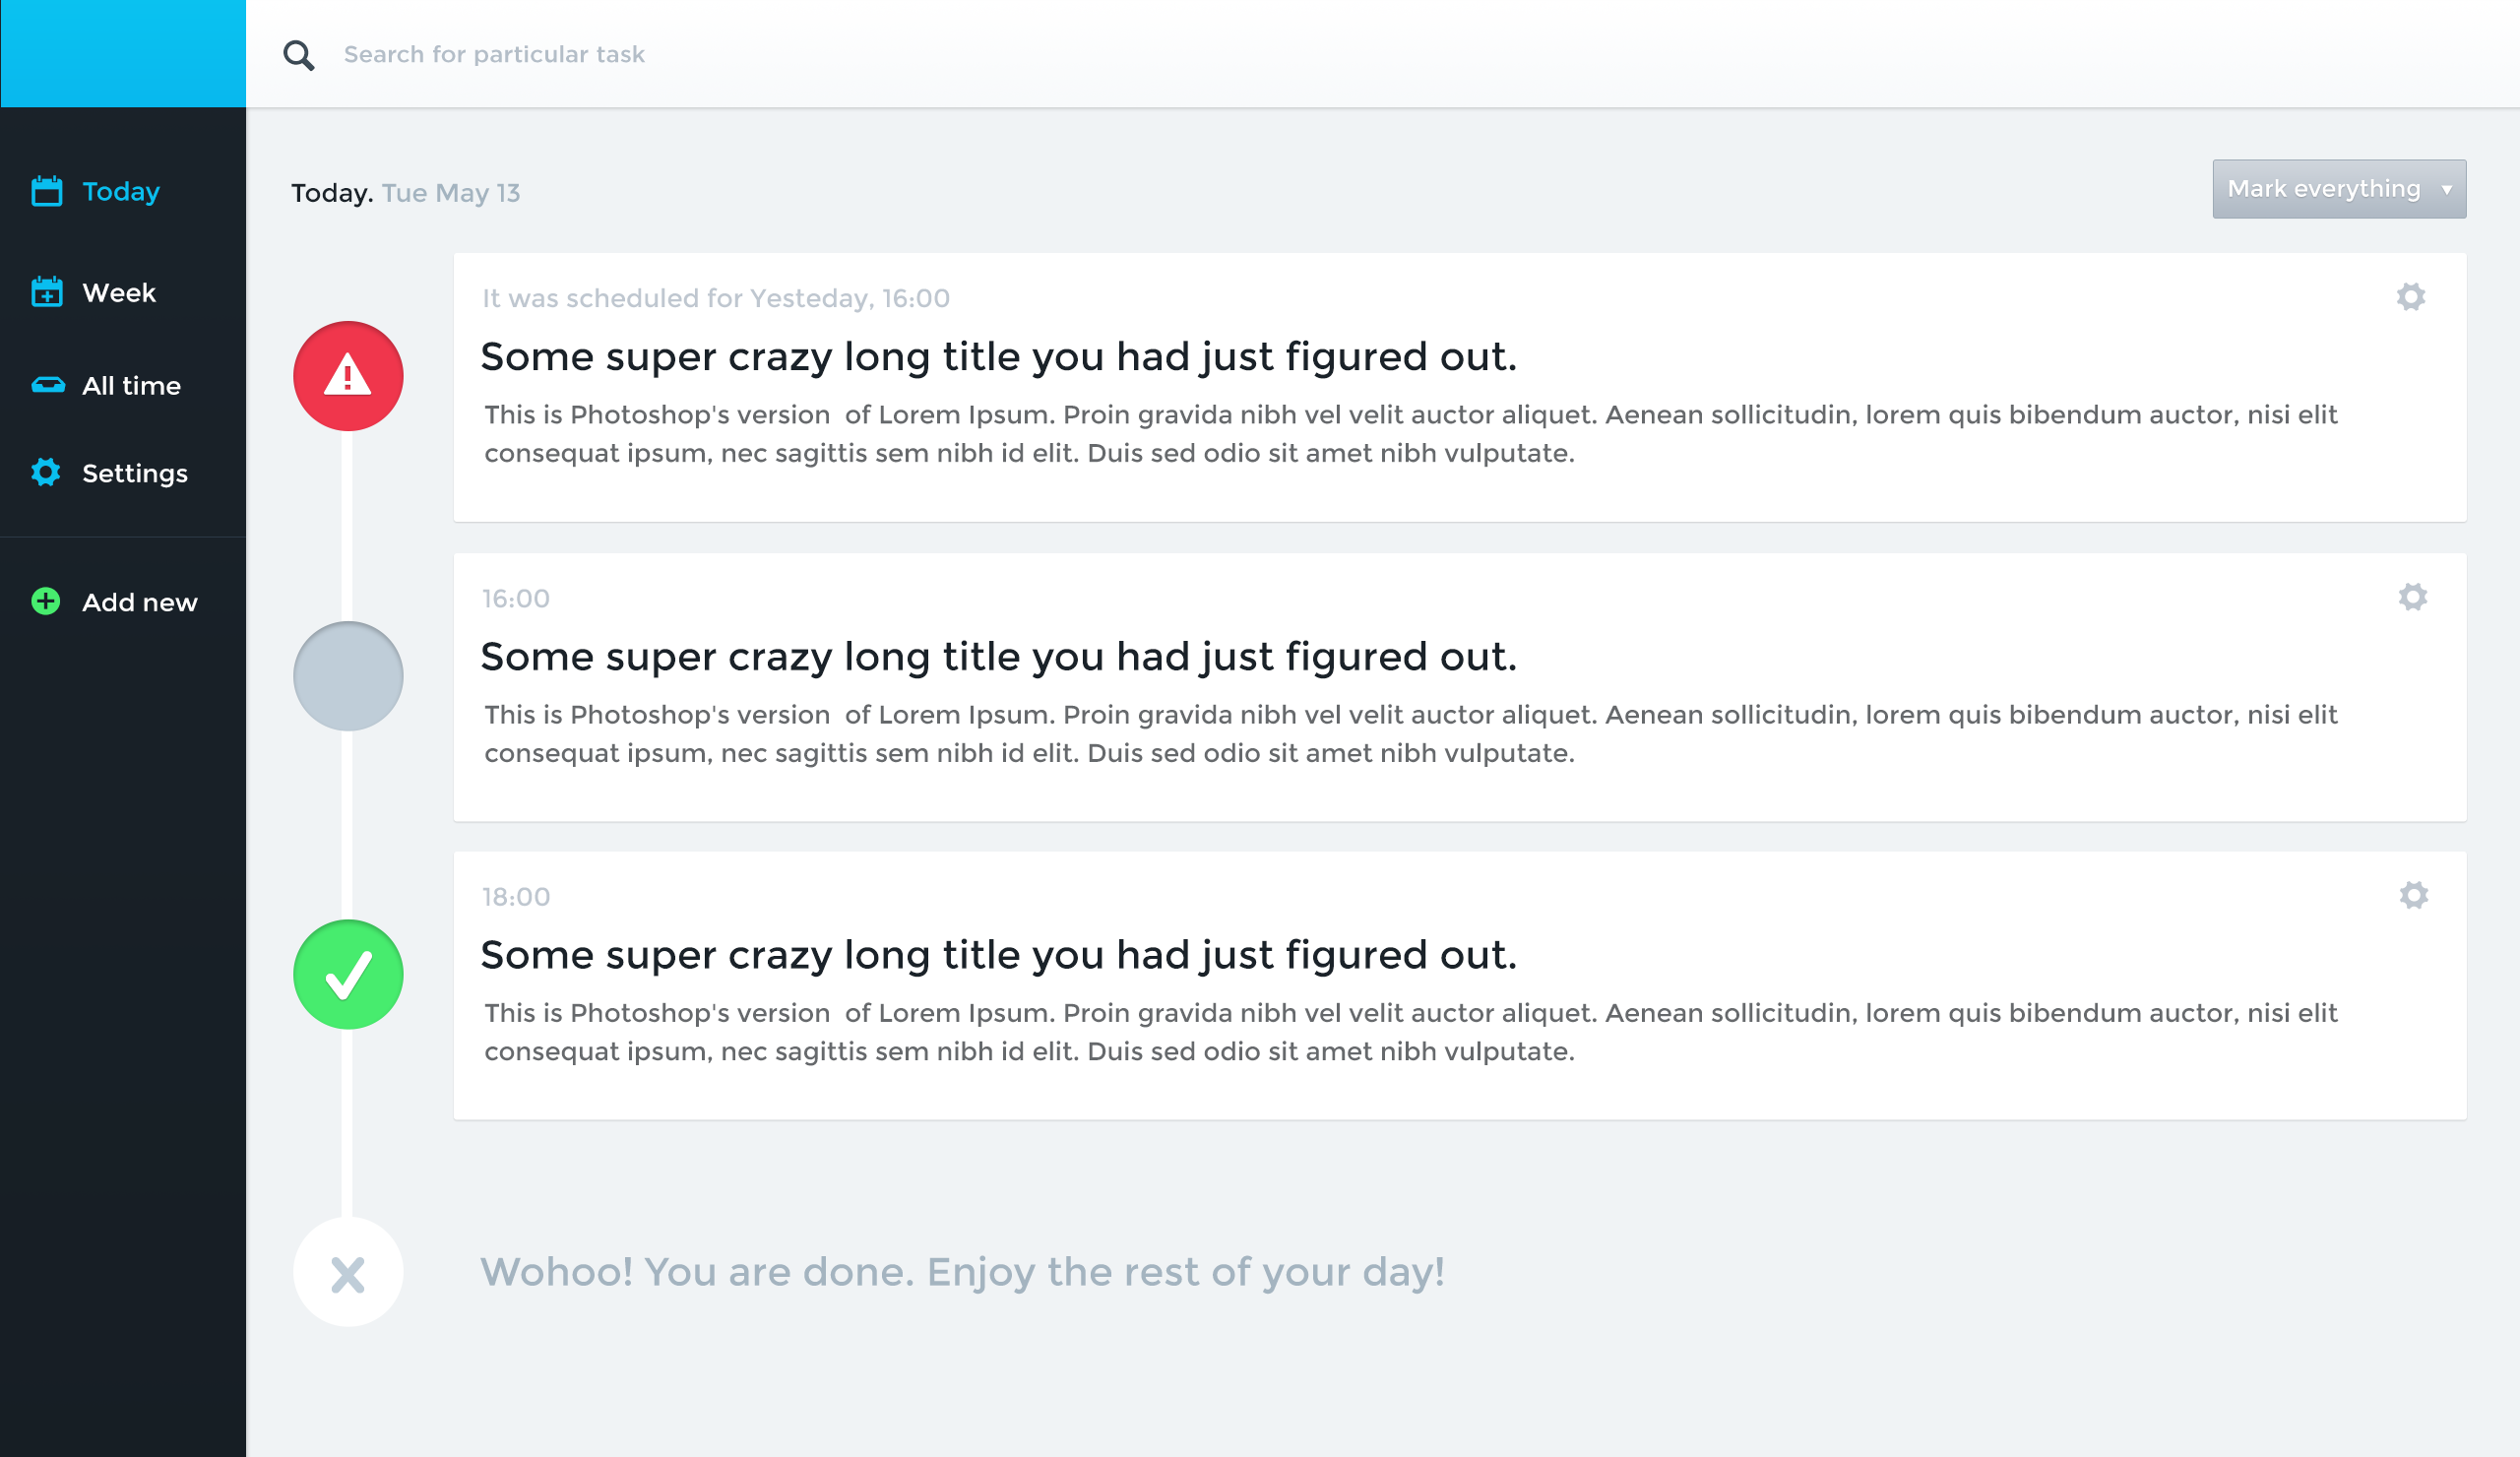 Search for particular task
Today
Week
All time
Settings
Add new
Today. Tue May 13
Mark everything
It was scheduled for Yesteday, 16:00
Some super crazy long title you had just figured out.
This is Photoshop's version  of Lorem Ipsum. Proin gravida nibh vel velit auctor aliquet. Aenean sollicitudin, lorem quis bibendum auctor, nisi elit
consequat ipsum, nec sagittis sem nibh id elit. Duis sed odio sit amet nibh vulputate.
16:00
Some super crazy long title you had just figured out.
This is Photoshop's version  of Lorem Ipsum. Proin gravida nibh vel velit auctor aliquet. Aenean sollicitudin, lorem quis bibendum auctor, nisi elit
consequat ipsum, nec sagittis sem nibh id elit. Duis sed odio sit amet nibh vulputate.
18:00
Some super crazy long title you had just figured out.
This is Photoshop's version  of Lorem Ipsum. Proin gravida nibh vel velit auctor aliquet. Aenean sollicitudin, lorem quis bibendum auctor, nisi elit
consequat ipsum, nec sagittis sem nibh id elit. Duis sed odio sit amet nibh vulputate.
Wohoo! You are done. Enjoy the rest of your day!